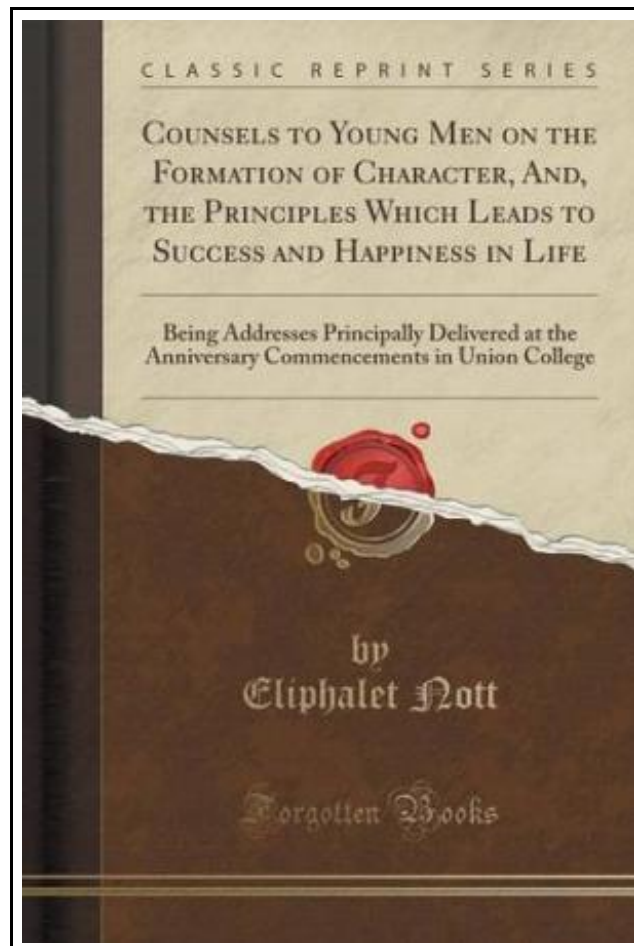 CLASSIC REPRINT SERIES
COUNSELS TO YOUNG MEN ON THE
FORMATION OF CHARACTER, AND,
THE PRINCIPLES WHICH LEADS TO
SUCCESS AND HAPPINESS IN LIFE
Being Addresses Principally Delivered at the
Anniversary Commencements in Union College
by
Eliphalet Nott
Forgotten Books